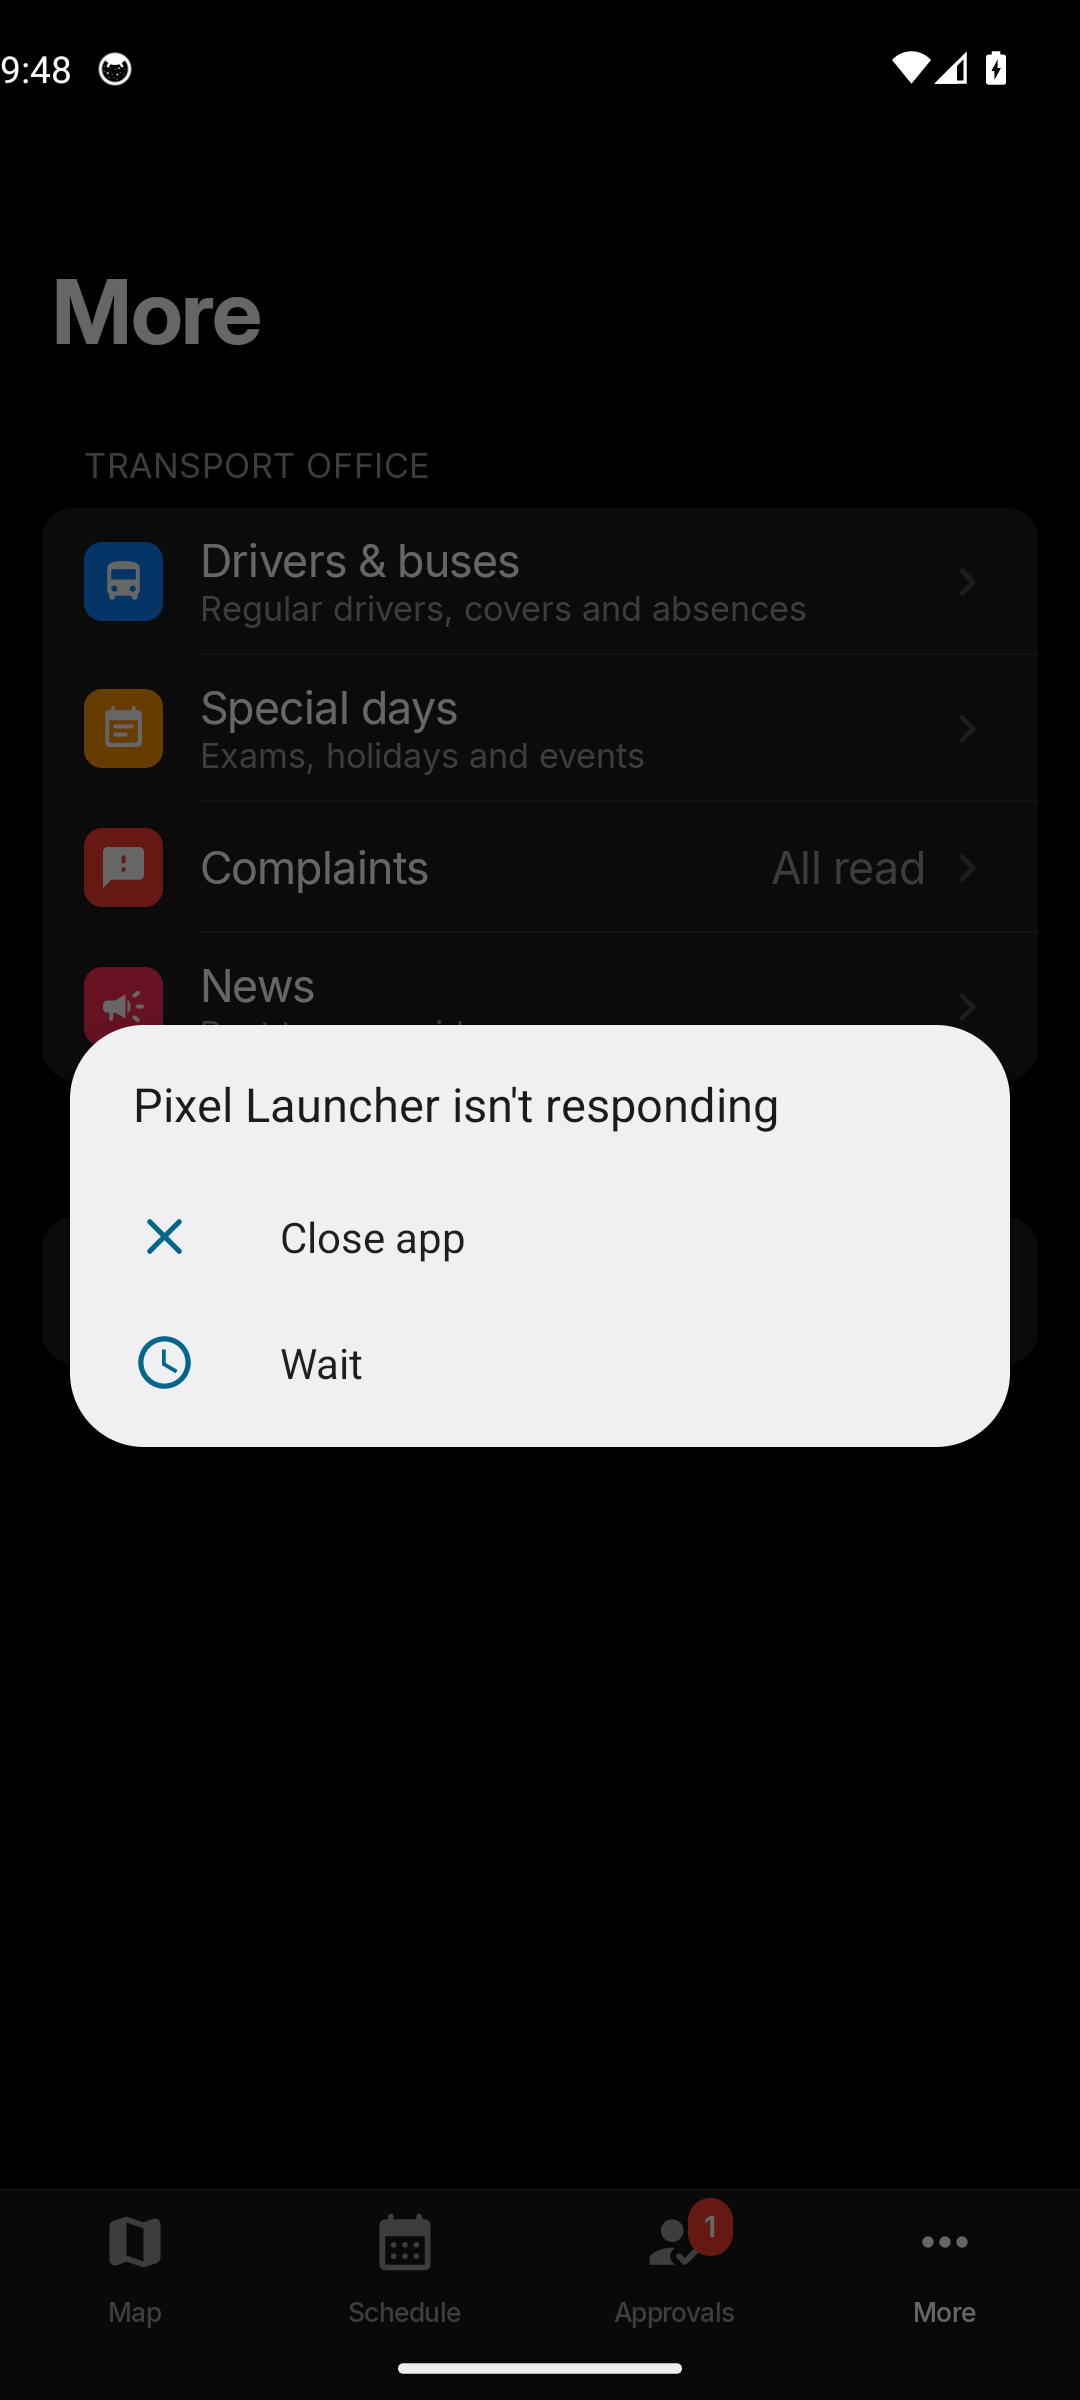 9:48
More
TRANSPORT OFFICE
Drivers & buses
Regular drivers, covers and absences
Special days
Exams, holidays and events
Complaints
All read
News
Pixel Launcher isn't responding
Close app
Wait
1
Map
Schedule
Approvals
More